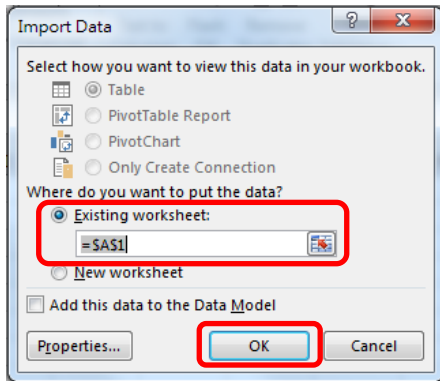 Import Data
?
X
Select how you want to view this data in your workbook.
Table
PivotTable Report
PivotChart
Only Create Connection
Where do you want to put the data?
Existing worksheet:
=$A$1
New worksheet
Add this data to the Data Model
Properties... OK Cancel